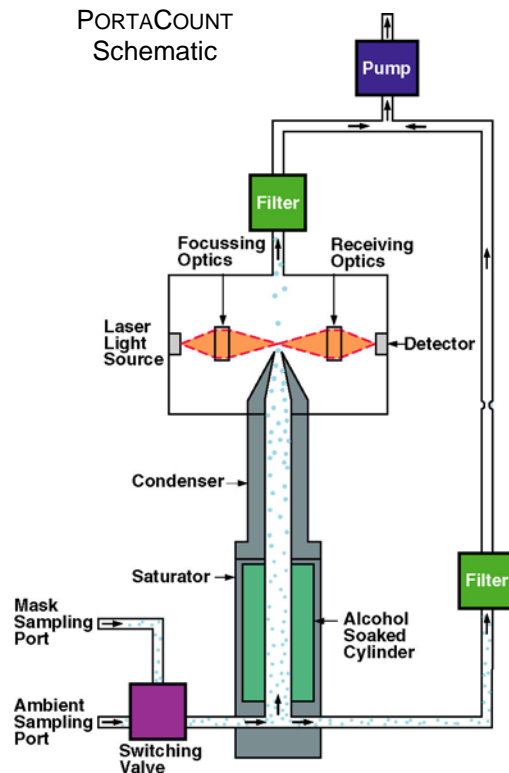 PORTACOUNT
Schematic
Pump
Filter
Focussing
Optics
Receiving
Optics
Laser
Light
Source
Detector
Condenser
Saturator
Filter
Mask
Sampling
Port
Alcohol
Soaked
Cylinder
Ambient
Sampling
Port
Switching
Valve